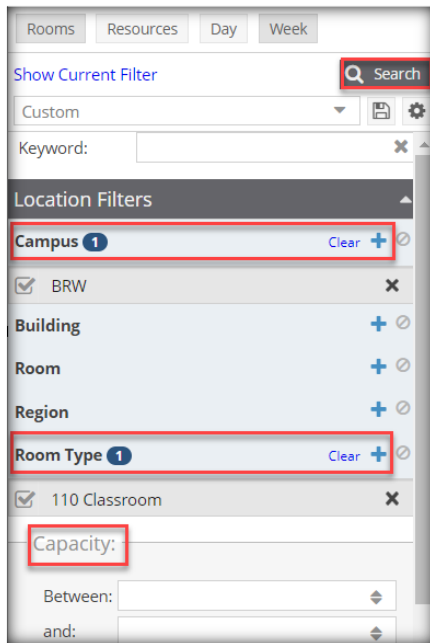 Rooms Resources Day Week
Show Current Filter Search
Custom
Keyword:
Location Filters
Campus 1 Clear
BRW
Building
Room
Region
Room Type 1 Clear
110 Classroom
Capacity:
Between:
and: